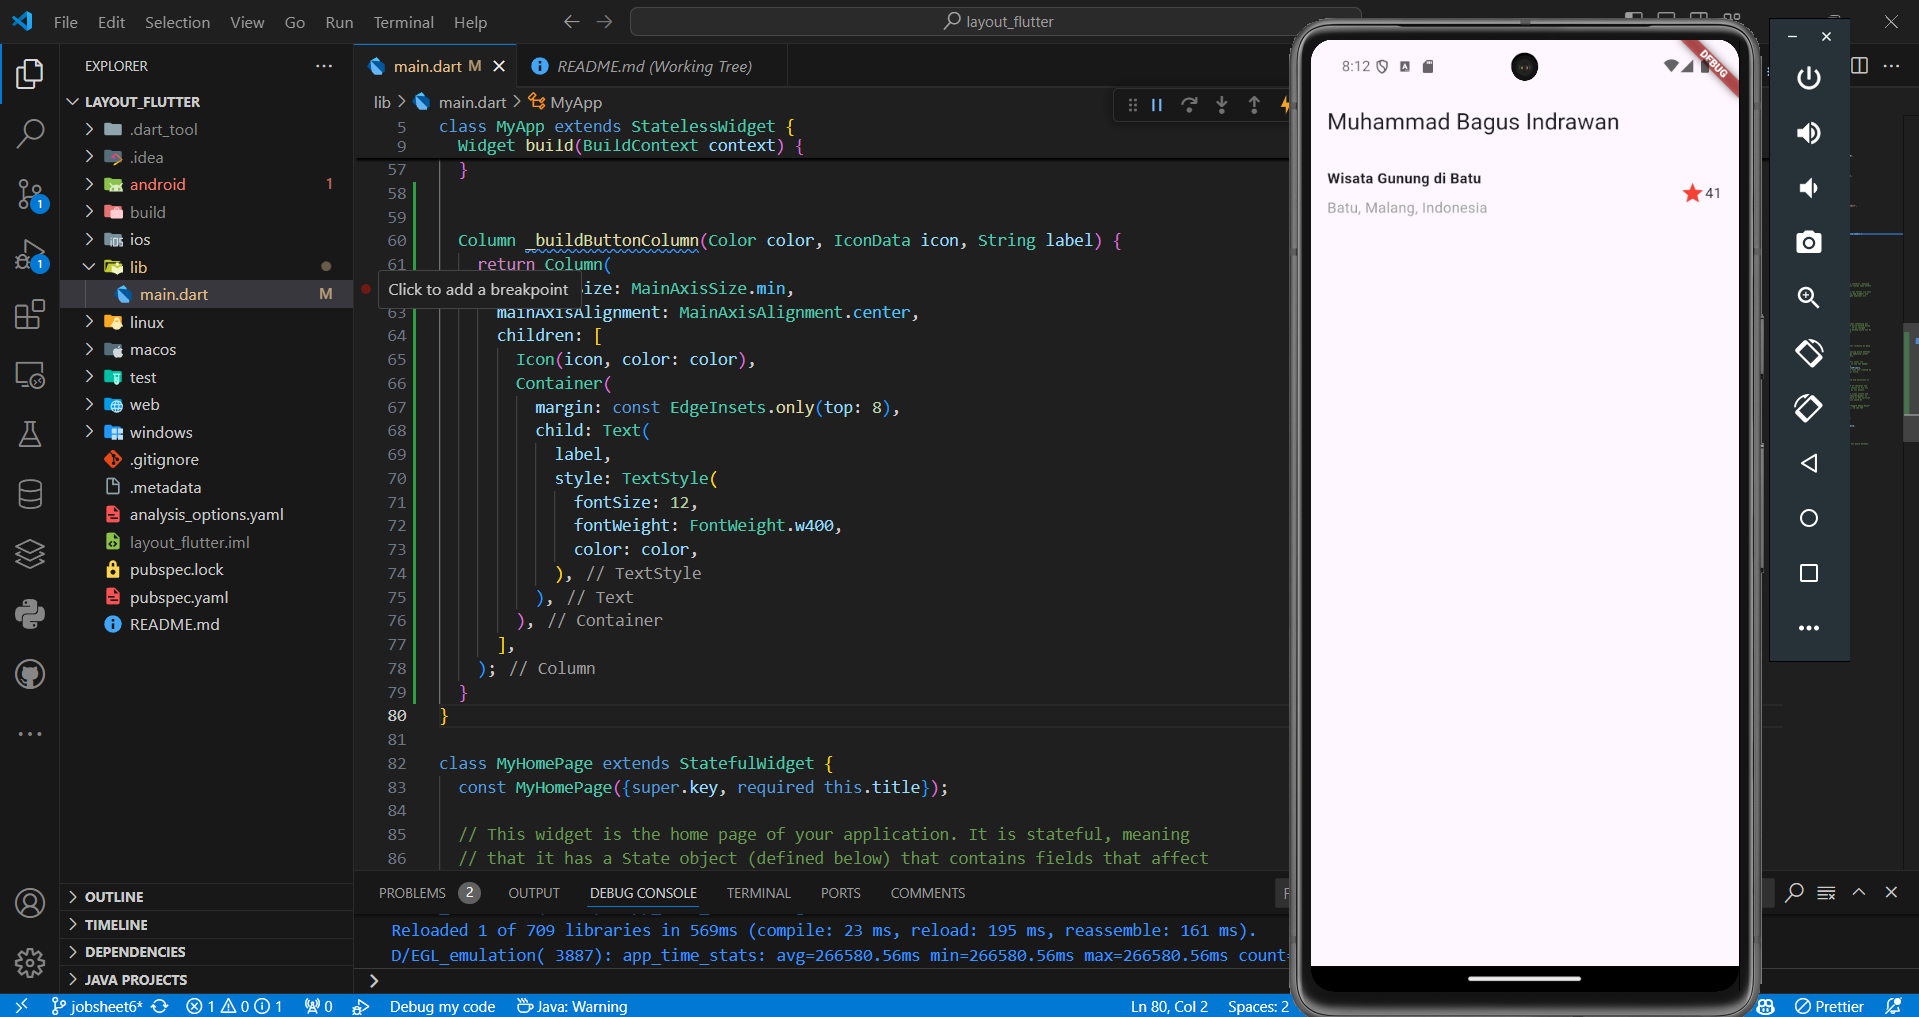 File Edit Selection View Go Run Terminal Help
layout_flutter
EXPLORER
LAYOUT_FLUTTER
.dart_tool
.idea
android 1
build
ios
lib
main.dart M
linux
macos
test
web
windows
.gitignore
.metadata
analysis_options.yaml
layout_flutter.iml
pubspec.lock
pubspec.yaml
README.md
OUTLINE
TIMELINE
DEPENDENCIES
JAVA PROJECTS
1
1
main.dart M
README.md (Working Tree)
lib > main.dart > MyApp
5 class MyApp extends StatelessWidget {
9 Widget build(BuildContext context) {
57 }
58
59
60 Column _buildButtonColumn(Color color, IconData icon, String label) {
61 return Column(
Click to add a breakpoint
ize: MainAxisSize.min,
63 mainAxisAlignment: MainAxisAlignment.center,
64 children: [
65 Icon(icon, color: color),
66 Container(
67 margin: const EdgeInsets.only(top: 8),
68 child: Text(
69 label,
70 style: TextStyle(
71 fontSize: 12,
72 fontWeight: FontWeight.w400,
73 color: color,
74 ), // TextStyle
75 ), // Text
76 ), // Container
77 ],
78 ); // Column
79 }
80 }
81
82 class MyHomePage extends StatefulWidget {
83 const MyHomePage({super.key, required this.title});
84
85 // This widget is the home page of your application. It is stateful, meaning
86 // that it has a State object (defined below) that contains fields that affect
PROBLEMS 2 OUTPUT DEBUG CONSOLE TERMINAL PORTS COMMENTS
Reloaded 1 of 709 libraries in 569ms (compile: 23 ms, reload: 195 ms, reassemble: 161 ms).
D/EGL_emulation( 3887): app_time_stats: avg=266580.56ms min=266580.56ms max=266580.56ms count=
jobsheet6* 1 0 1 0 Debug my code Java: Warning Ln 80, Col 2 Spaces: 2 Prettier
8:12
DEBUG
Muhammad Bagus Indrawan
Wisata Gunung di Batu
41
Batu, Malang, Indonesia